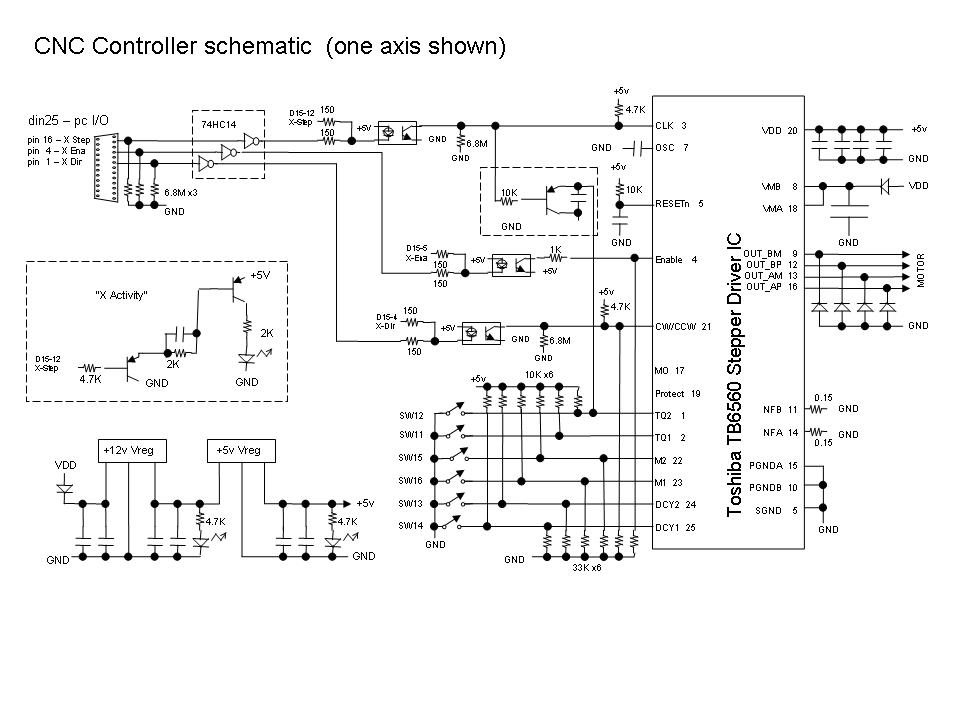 CNC Controller schematic  (one axis shown)
din25 – pc I/O
pin 16 – X Step
pin 4 – X Ena
pin 1 – X Dir
6.8M x3
GND
74HC14
D15-12
X-Step
150
150
+5V
GND
6.8M
GND
+5v
4.7K
CLK 3
GND
OSC 7
+5v
10K
RESETn 5
GND
10K
GND
D15-5
X-Ena
150
150
+5V
+5V
1K
Enable 4
+5v
4.7K
D15-4
X-Dir
150
150
+5V
GND
6.8M
GND
CW/CCW 21
MO 17
Protect 19
TQ2 1
TQ1 2
M2 22
M1 23
DCY2 24
DCY1 25
+5v
10K x6
SW12
SW11
SW15
SW16
SW13
SW14
GND
GND
33K x6
Toshiba TB6560 Stepper Driver IC
VDD 20
+5v
GND
VMB 8
VMA 18
VDD
GND
OUT_BM 9
OUT_BP 12
OUT_AM 13
OUT_AP 16
MOTOR
GND
NFB 11
0.15
GND
NFA 14
0.15
GND
PGNDA 15
PGNDB 10
SGND 5
GND
"X Activity"
+5V
2K
GND
2K
GND
D15-12
X-Step
4.7K
+12v Vreg
+5v Vreg
VDD
4.7K
GND
+5v
4.7K
GND